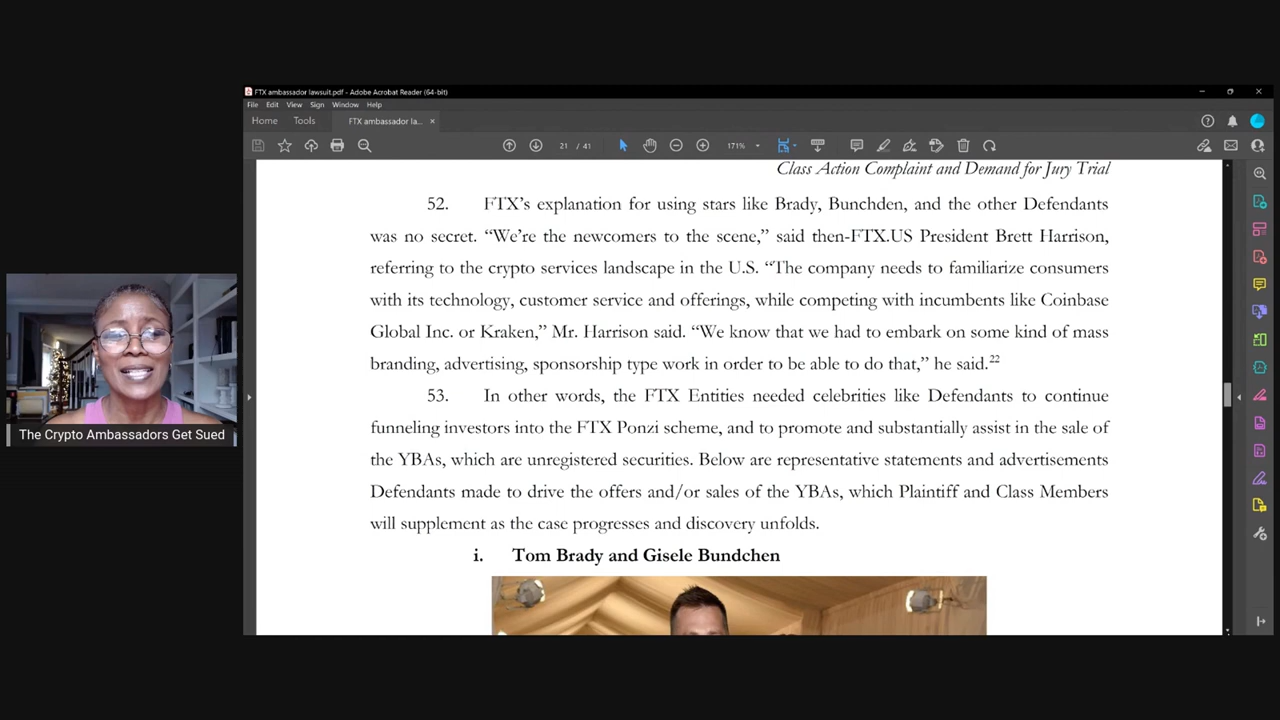 FTX ambassador lawsuit.pdf - Adobe Acrobat Reader (64-bit)
File Edit View Sign Window Help
Home Tools FTX ambassador la... ×
21 / 41 171%
Class Action Complaint and Demand for Jury Trial
52. FTX’s explanation for using stars like Brady, Bunchden, and the other Defendants
was no secret. “We’re the newcomers to the scene,” said then-FTX.US President Brett Harrison,
referring to the crypto services landscape in the U.S. “The company needs to familiarize consumers
with its technology, customer service and offerings, while competing with incumbents like Coinbase
Global Inc. or Kraken,” Mr. Harrison said. “We know that we had to embark on some kind of mass
branding, advertising, sponsorship type work in order to be able to do that,” he said.22
53. In other words, the FTX Entities needed celebrities like Defendants to continue
funneling investors into the FTX Ponzi scheme, and to promote and substantially assist in the sale of
the YBAs, which are unregistered securities. Below are representative statements and advertisements
Defendants made to drive the offers and/or sales of the YBAs, which Plaintiff and Class Members
will supplement as the case progresses and discovery unfolds.
i. Tom Brady and Gisele Bundchen
The Crypto Ambassadors Get Sued